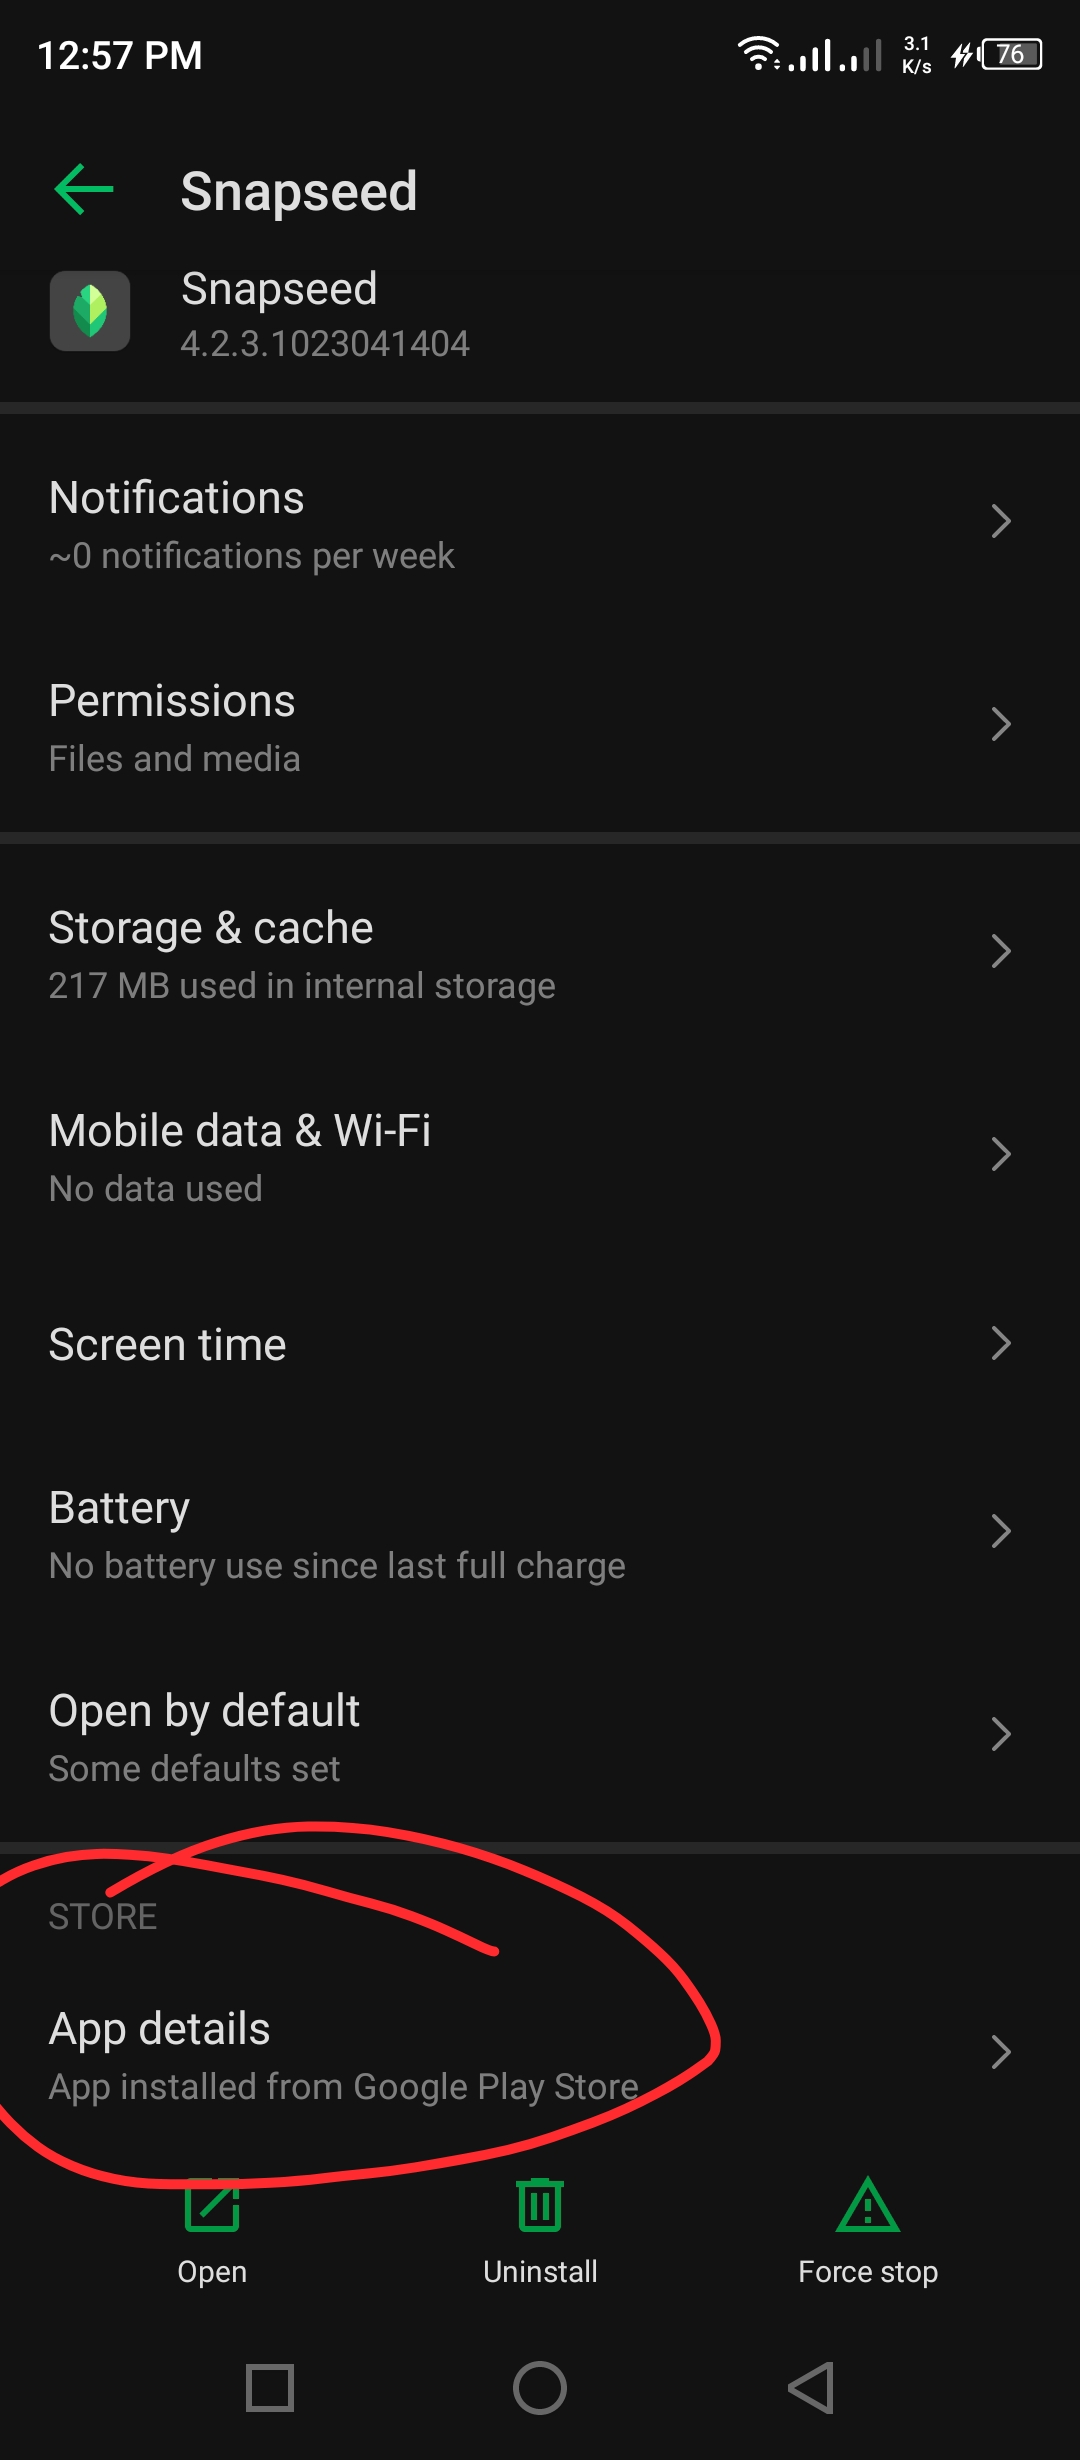 12:57 PM
3.1
K/s
76
Snapseed
Snapseed
4.2.3.1023041404
Notifications
~0 notifications per week
Permissions
Files and media
Storage & cache
217 MB used in internal storage
Mobile data & Wi-Fi
No data used
Screen time
Battery
No battery use since last full charge
Open by default
Some defaults set
STORE
App details
App installed from Google Play Store
Open
Uninstall
Force stop